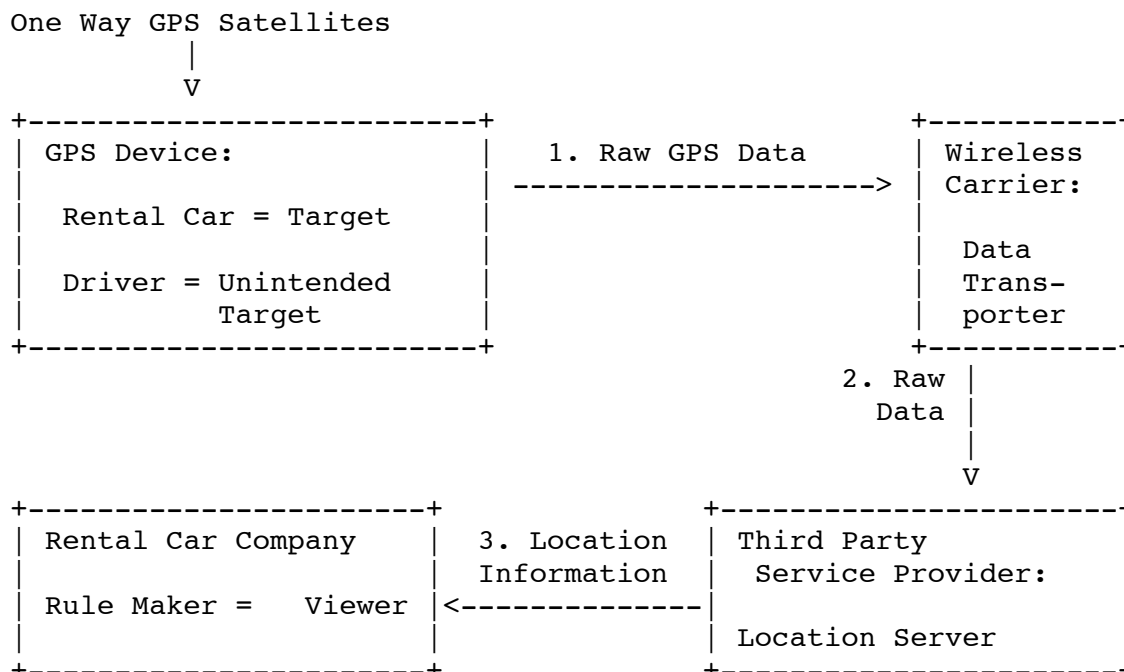 One Way GPS Satellites
|
V
+--------------------------+                         +-----------+
| GPS Device:              |   1. Raw GPS Data       | Wireless
|                          | --------------------->  | Carrier:
|  Rental Car = Target     |                         |
|                          |                         |  Data
|  Driver = Unintended     |                         |  Trans-
|           Target         |                         |  porter
+--------------------------+                         +-----------+
                                                2. Raw  |
                                                  Data  |
                                                        |
                                                        V
+-----------------------+               +-----------------------+
| Rental Car Company    |  3. Location  | Third Party
|                       |  Information  |  Service Provider:
| Rule Maker =   Viewer |<--------------|
|                       |               | Location Server
+-----------------------+               +-----------------------+